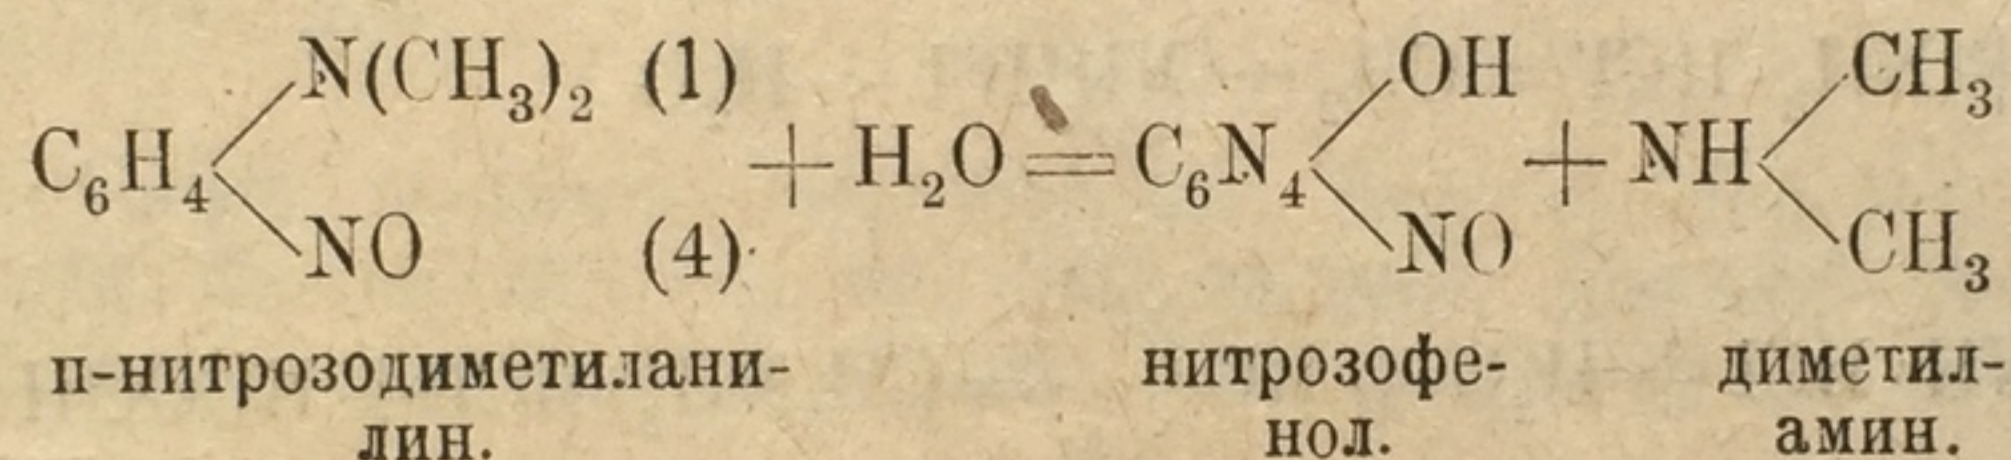 N(CH₃)₂ (1) OH CH₃
C₆H₄ + H₂O = C₆N₄ + NH
NO (4) NO CH₃
п-нитрозодиметилани- нитрозофе- диметил-
лин. нол. амин.